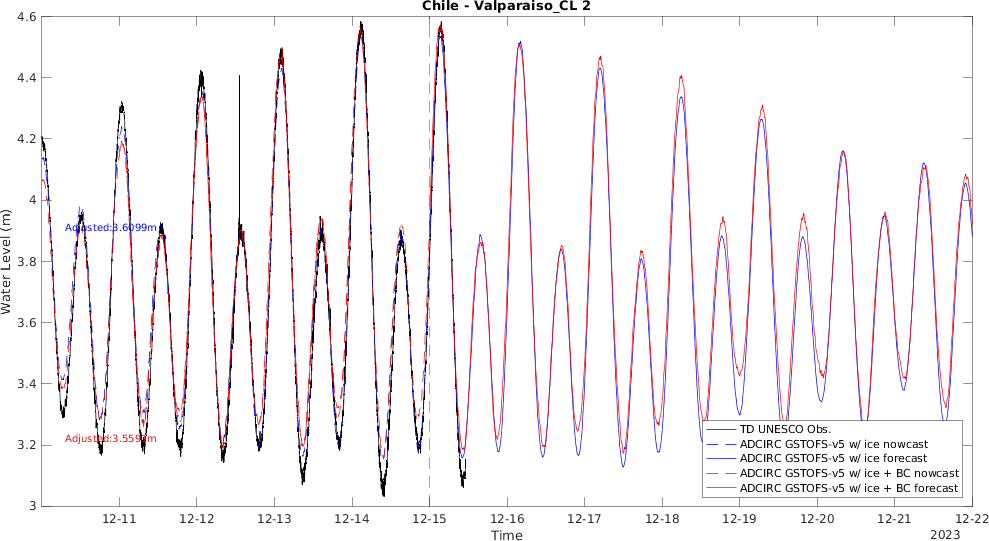 Chile - Valparaiso_CL 2
4.6
4.4
4.2
4
3.8
3.6
3.4
3.2
3
Water Level (m)
Adjusted:3.6099m
TD UNESCO Obs.
ADCIRC GSTOFS-v5 w/ ice nowcast
ADCIRC GSTOFS-v5 w/ ice forecast
ADCIRC GSTOFS-v5 w/ ice + BC nowcast
ADCIRC GSTOFS-v5 w/ ice + BC forecast
12-11
12-12
12-13
12-14
12-15
12-16
12-17
12-18
12-19
12-20
12-21
12-22
Time
2023